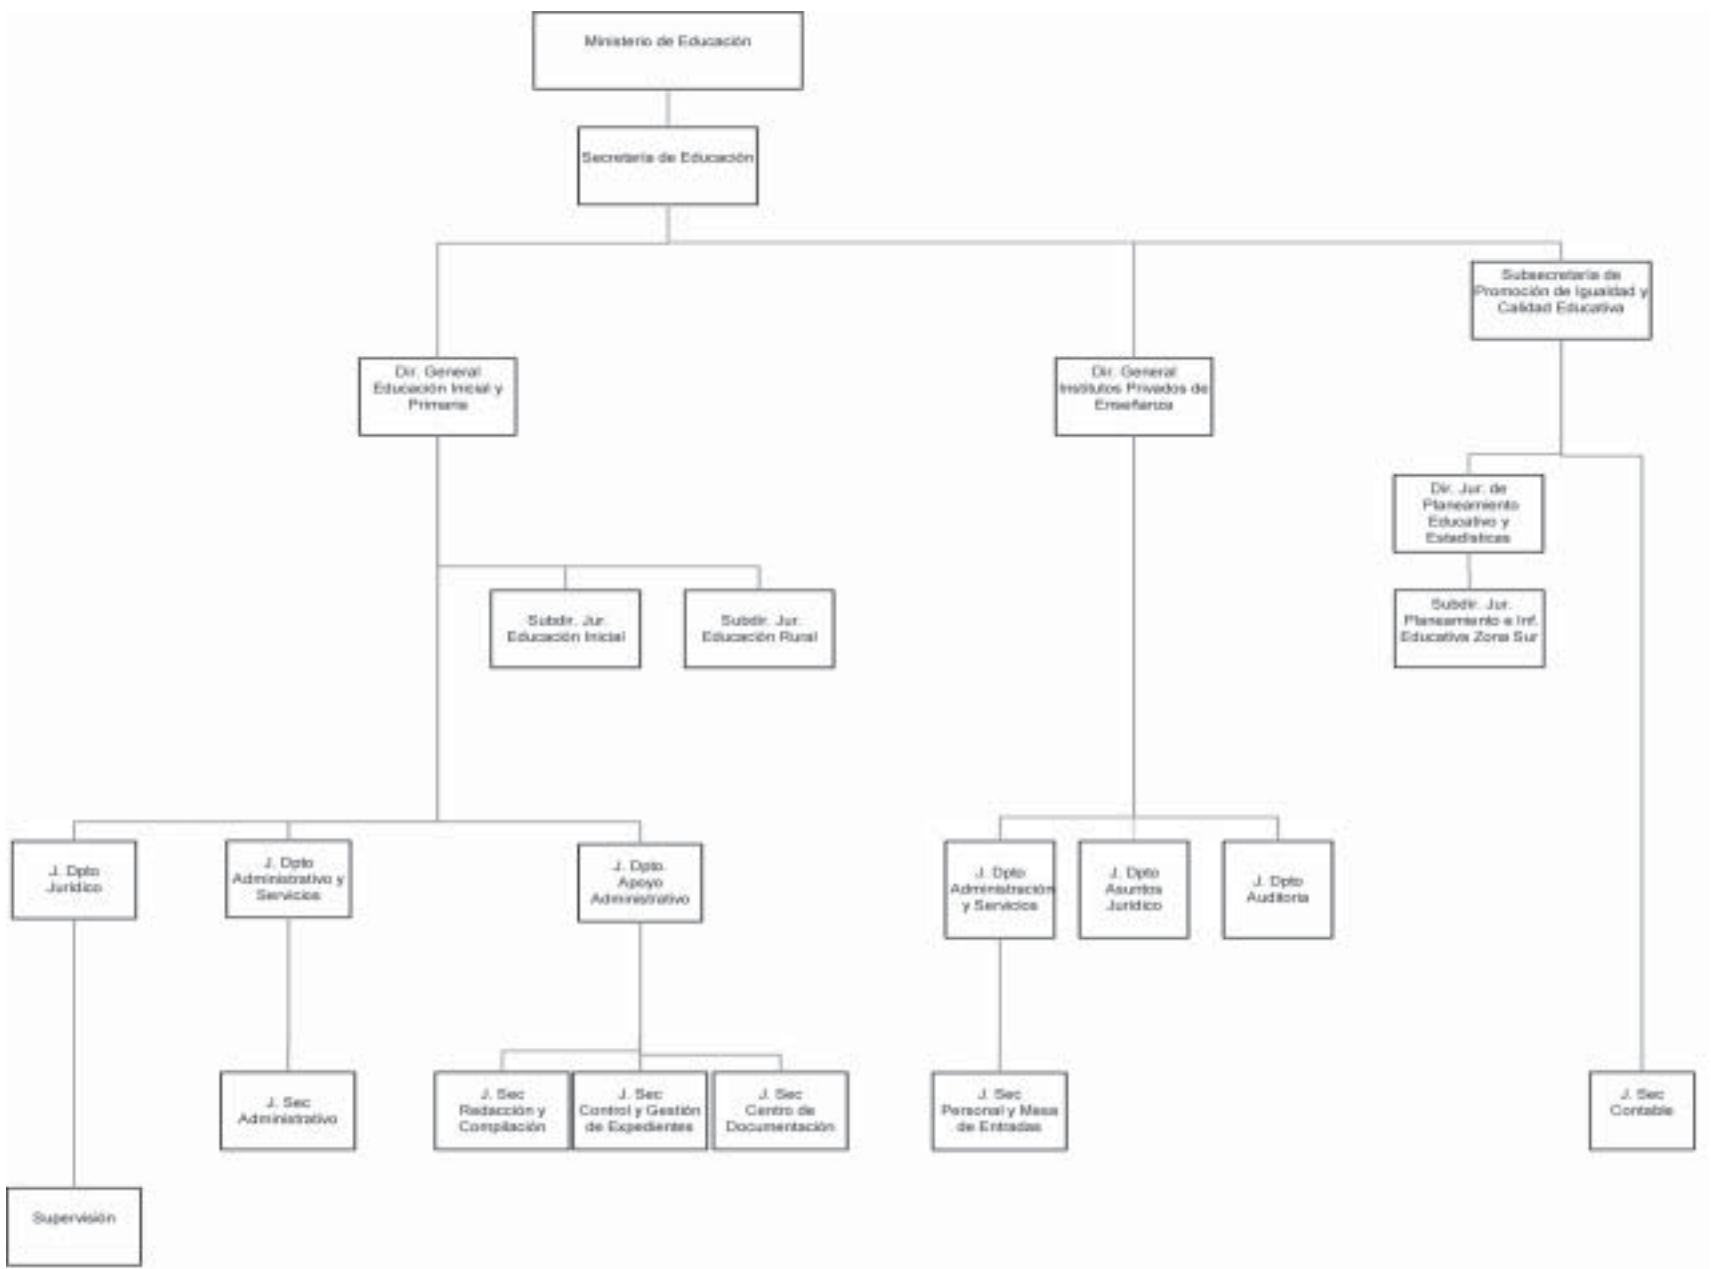 Ministerio de Educación
Secretaría de Educación
Subsecretaría de
Promoción de Igualdad y
Calidad Educativa
Dir. General
Educación Inicial y
Primaria
Dir. General
Institutos Privados de
Enseñanza
Dir. Jur. de
Planeamiento
Educativo y
Estadísticas
Subdir. Jur.
Educación Inicial
Subdir. Jur.
Educación Rural
Subdir. Jur.
Planeamiento e Inf.
Educativa Zona Sur
J. Dpto
Jurídico
J. Dpto
Administrativo y
Servicios
J. Dpto.
Apoyo
Administrativo
J. Dpto
Administración
y Servicios
J. Dpto
Asuntos
Jurídico
J. Dpto
Auditoria
J. Sec
Administrativo
J. Sec
Redacción y
Compilación
J. Sec
Control y Gestión
de Expedientes
J. Sec
Centro de
Documentación
J. Sec
Personal y Mesa
de Entradas
J. Sec
Contable
Supervisión